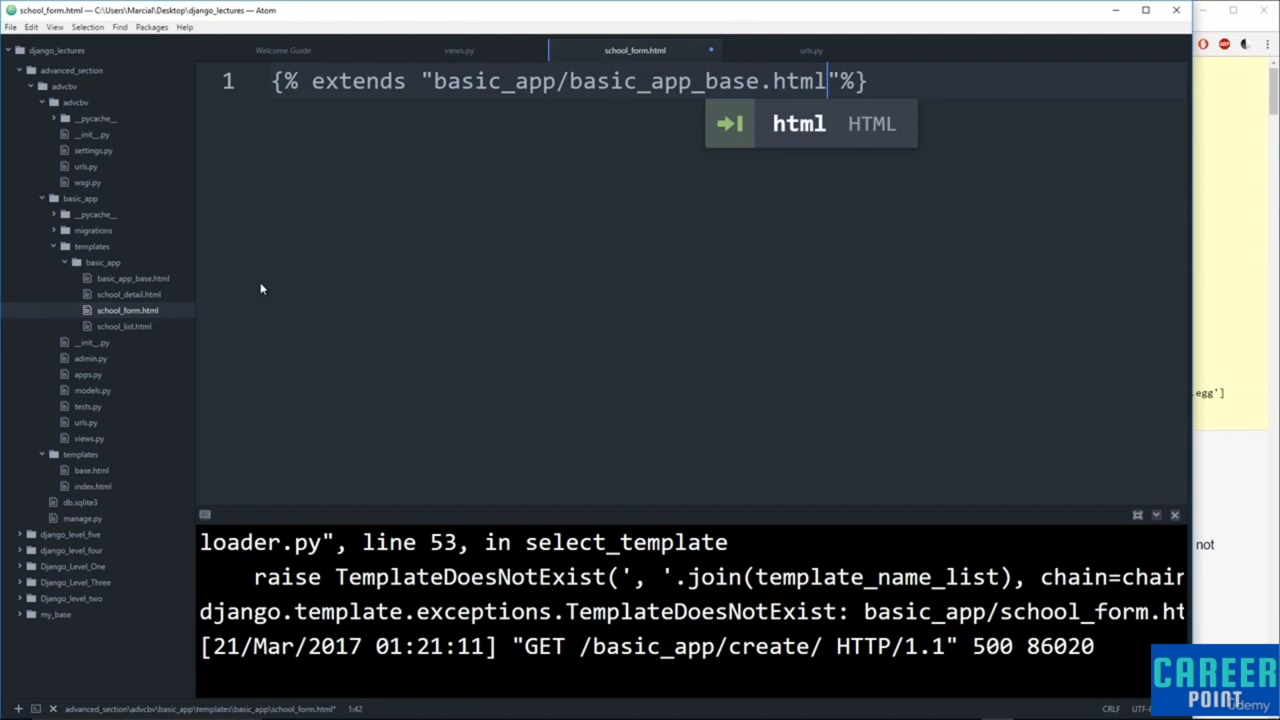 school_form.html — C:\Users\Marcial\Desktop\django_lectures — Atom
File Edit View Selection Find Packages Help
django_lectures
advanced_section
advcbv
advcbv
__pycache__
__init__.py
settings.py
urls.py
wsgi.py
basic_app
__pycache__
migrations
templates
basic_app
basic_app_base.html
school_detail.html
school_form.html
school_list.html
__init__.py
admin.py
apps.py
models.py
tests.py
urls.py
views.py
templates
base.html
index.html
db.sqlite3
manage.py
django_level_five
django_level_four
Django_level_One
Django_Level_Three
Django_level_two
my_base
Welcome Guide views.py school_form.html urls.py
1 {% extends "basic_app/basic_app_base.html"%}
html HTML
.egg']
not
loader.py", line 53, in select_template
raise TemplateDoesNotExist(', '.join(template_name_list), chain=chain
django.template.exceptions.TemplateDoesNotExist: basic_app/school_form.ht
[21/Mar/2017 01:21:11] "GET /basic_app/create/ HTTP/1.1" 500 86020
advanced_section\advcbv\basic_app\templates\basic_app\school_form.html* 1:42 CRLF UTF-
CAREER
POINT
Udemy
ABP